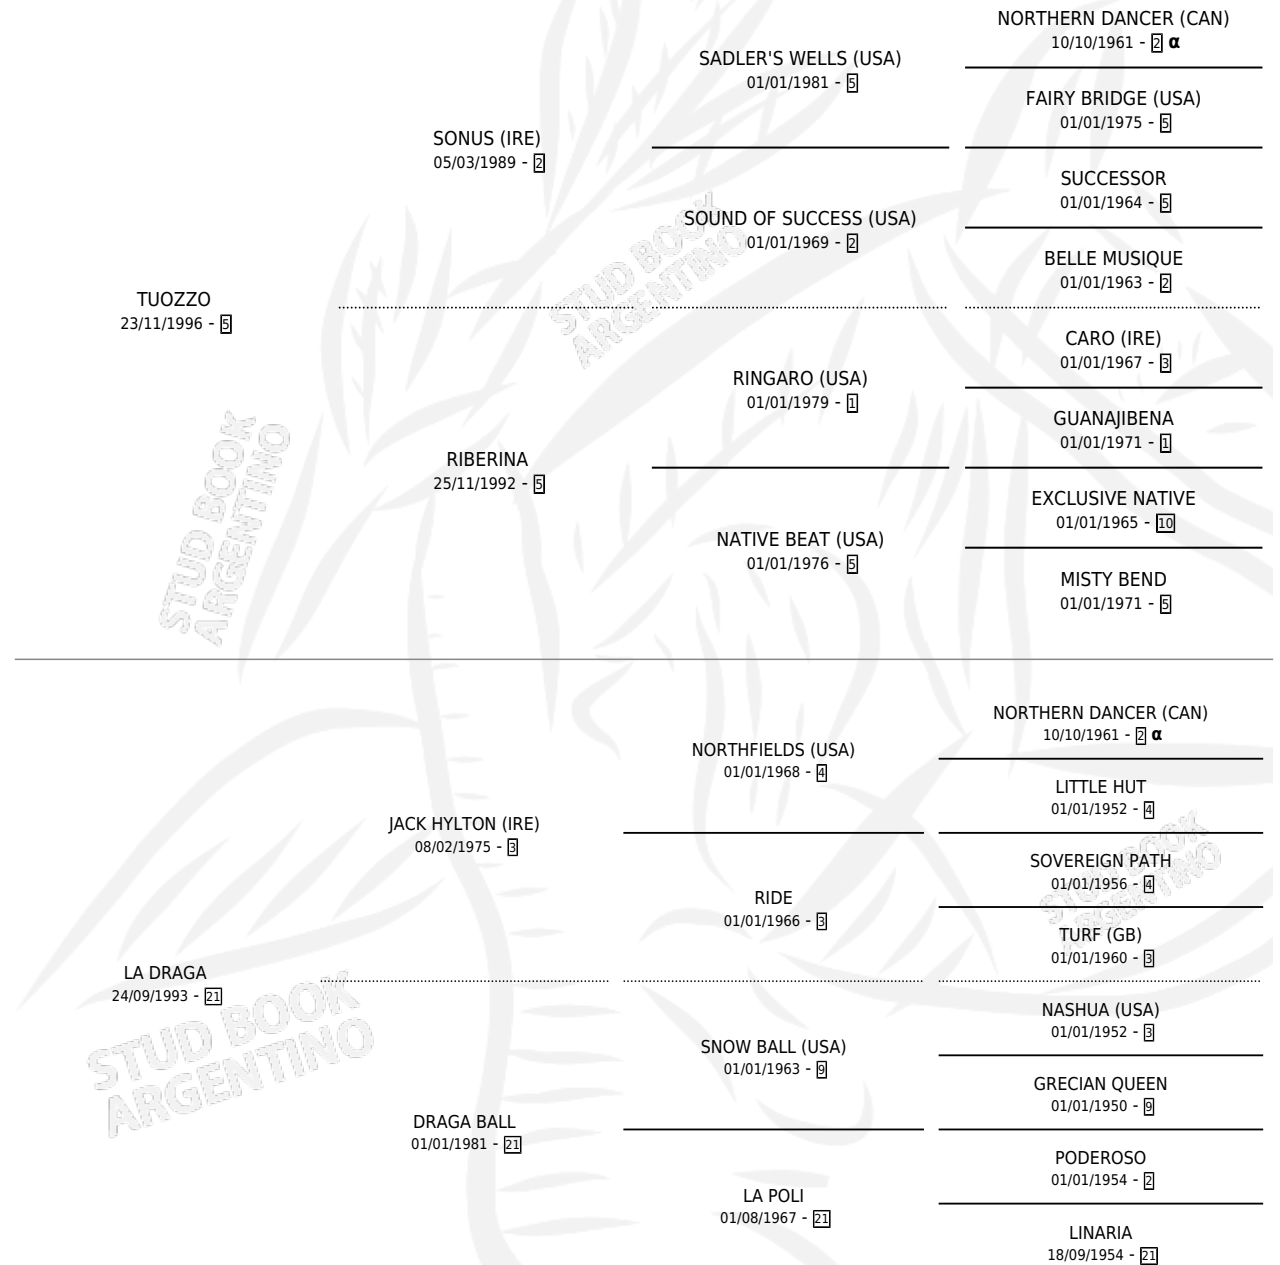 NORTHERN DANCER (CAN)
10/10/1961 - 2 α
SADLER'S WELLS (USA)
01/01/1981 - 5
FAIRY BRIDGE (USA)
01/01/1975 - 5
SONUS (IRE)
05/03/1989 - 2
SUCCESSOR
01/01/1964 - 5
SOUND OF SUCCESS (USA)
01/01/1969 - 2
BELLE MUSIQUE
01/01/1963 - 2
TUOZZO
23/11/1996 - 5
CARO (IRE)
01/01/1967 - 3
RINGARO (USA)
01/01/1979 - 1
GUANAJIBENA
01/01/1971 - 1
RIBERINA
25/11/1992 - 5
EXCLUSIVE NATIVE
01/01/1965 - 10
NATIVE BEAT (USA)
01/01/1976 - 5
MISTY BEND
01/01/1971 - 5
NORTHERN DANCER (CAN)
10/10/1961 - 2 α
NORTHFIELDS (USA)
01/01/1968 - 4
LITTLE HUT
01/01/1952 - 4
JACK HYLTON (IRE)
08/02/1975 - 3
SOVEREIGN PATH
01/01/1956 - 4
RIDE
01/01/1966 - 3
TURF (GB)
01/01/1960 - 3
LA DRAGA
24/09/1993 - 21
NASHUA (USA)
01/01/1952 - 3
SNOW BALL (USA)
01/01/1963 - 9
GRECIAN QUEEN
01/01/1950 - 9
DRAGA BALL
01/01/1981 - 21
PODEROSO
01/01/1954 - 2
LA POLI
01/08/1967 - 21
LINARIA
18/09/1954 - 21
STUD BOOK
ARGENTINO
STUD BOOK
ARGENTINO
STUD BOOK
ARGENTINO
STUD BOOK
ARGENTINO